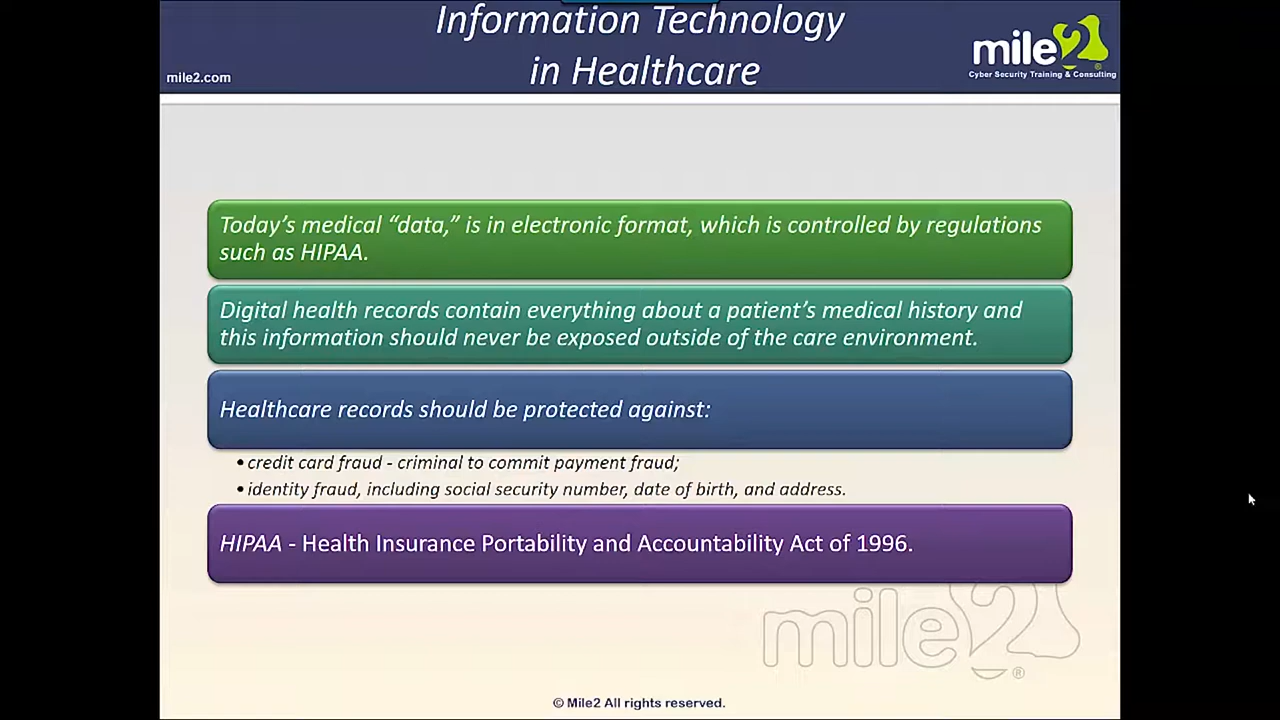 Information Technology
in Healthcare
mile2.com
mile2®
Cyber Security Training & Consulting
Today’s medical “data,” is in electronic format, which is controlled by regulations
such as HIPAA.
Digital health records contain everything about a patient’s medical history and
this information should never be exposed outside of the care environment.
Healthcare records should be protected against:
• credit card fraud - criminal to commit payment fraud;
• identity fraud, including social security number, date of birth, and address.
HIPAA - Health Insurance Portability and Accountability Act of 1996.
mile2®
© Mile2 All rights reserved.